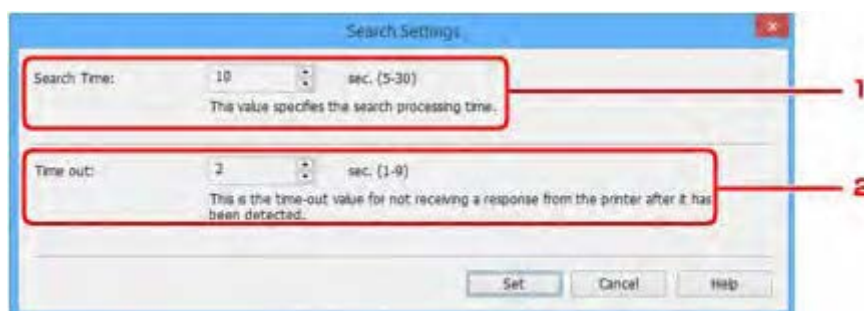 Search Settings
Search Time:
10
sec. (5-30)
This value specifies the search processing time.
1
Time out:
2
sec. (1-9)
This is the time-out value for not receiving a response from the printer after it has
been detected.
2
Set
Cancel
Help